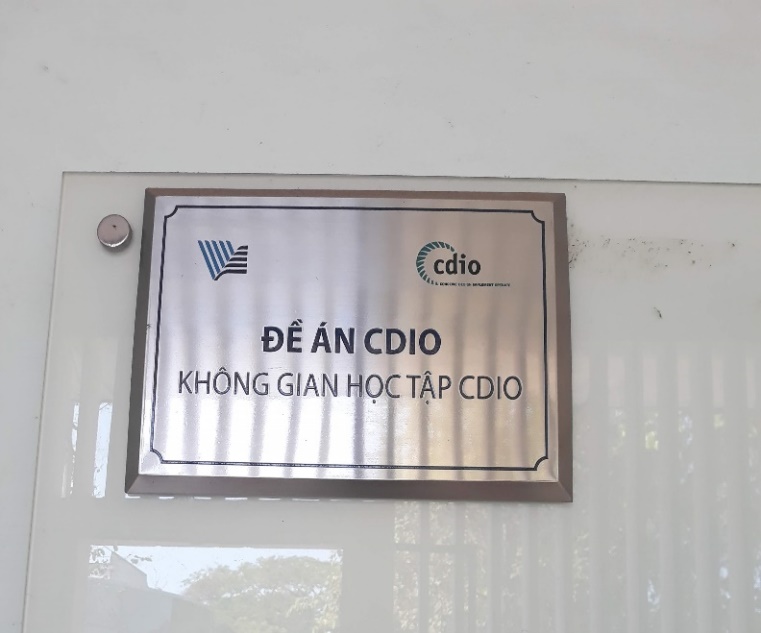 cdio
ĐỀ ÁN CDIO
KHÔNG GIAN HỌC TẬP CDIO